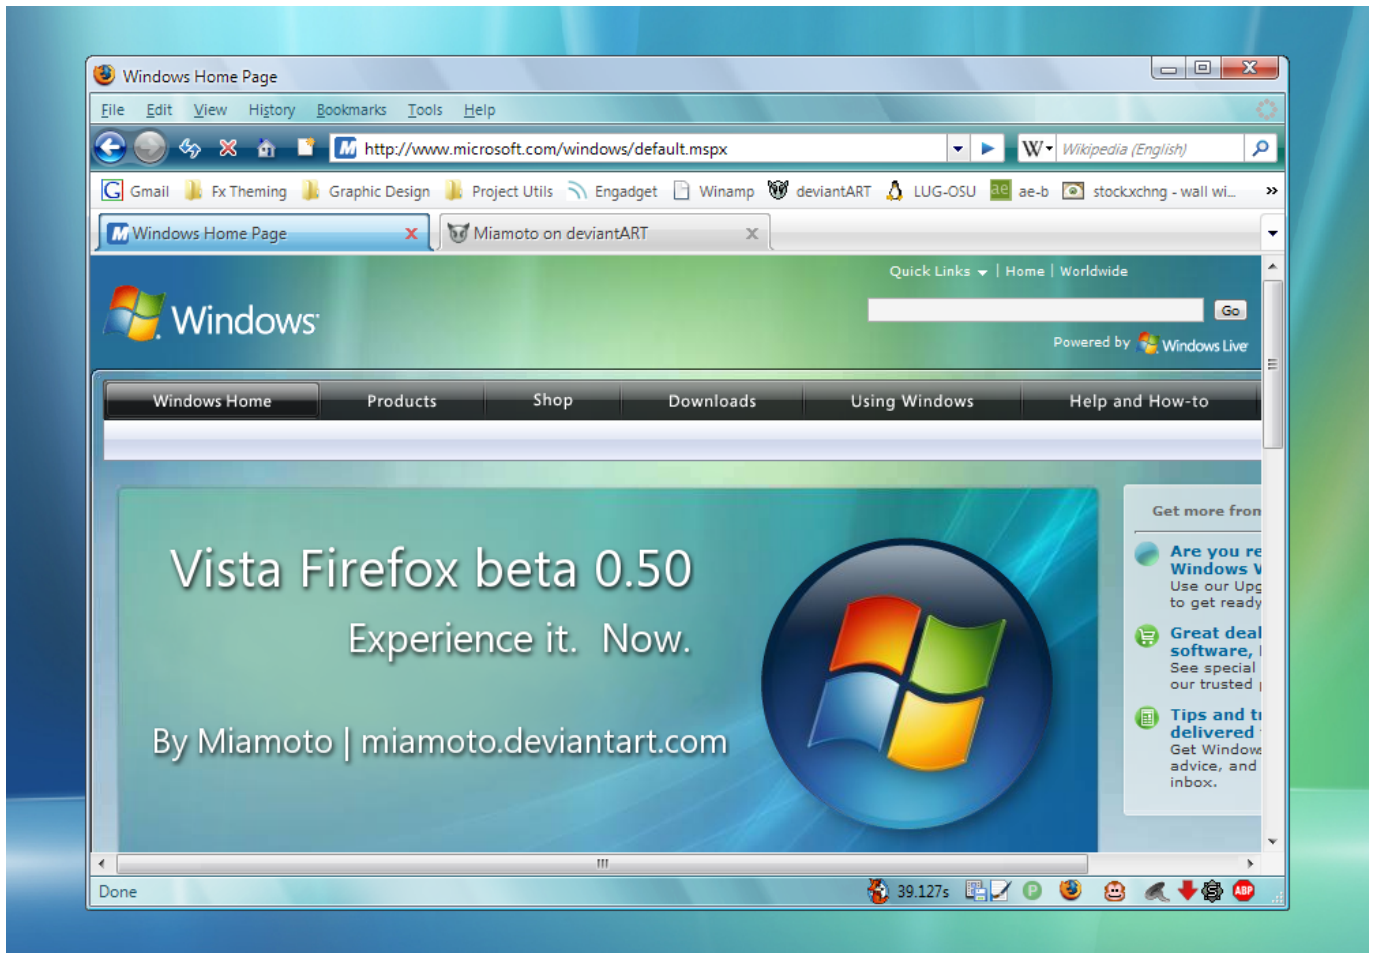 Windows Home Page
File Edit View History Bookmarks Tools Help
http://www.microsoft.com/windows/default.mspx W Wikipedia (English)
G Gmail Fx Theming Graphic Design Project Utils Engadget Winamp deviantART LUG-OSU ae ae-b stock.xchng - wall wi... »
Windows Home Page Miamoto on deviantART
Quick Links | Home | Worldwide
Windows
Go
Powered by Windows Live
Windows Home Products Shop Downloads Using Windows Help and How-to
Vista Firefox beta 0.50
Experience it. Now.
By Miamoto | miamoto.deviantart.com
Get more from
Are you re
Windows V
Use our Upg
to get ready
Great deal
software,
See special
our trusted
Tips and tr
delivered
Get Window
advice, and
inbox.
Done 39.127s P S ABP